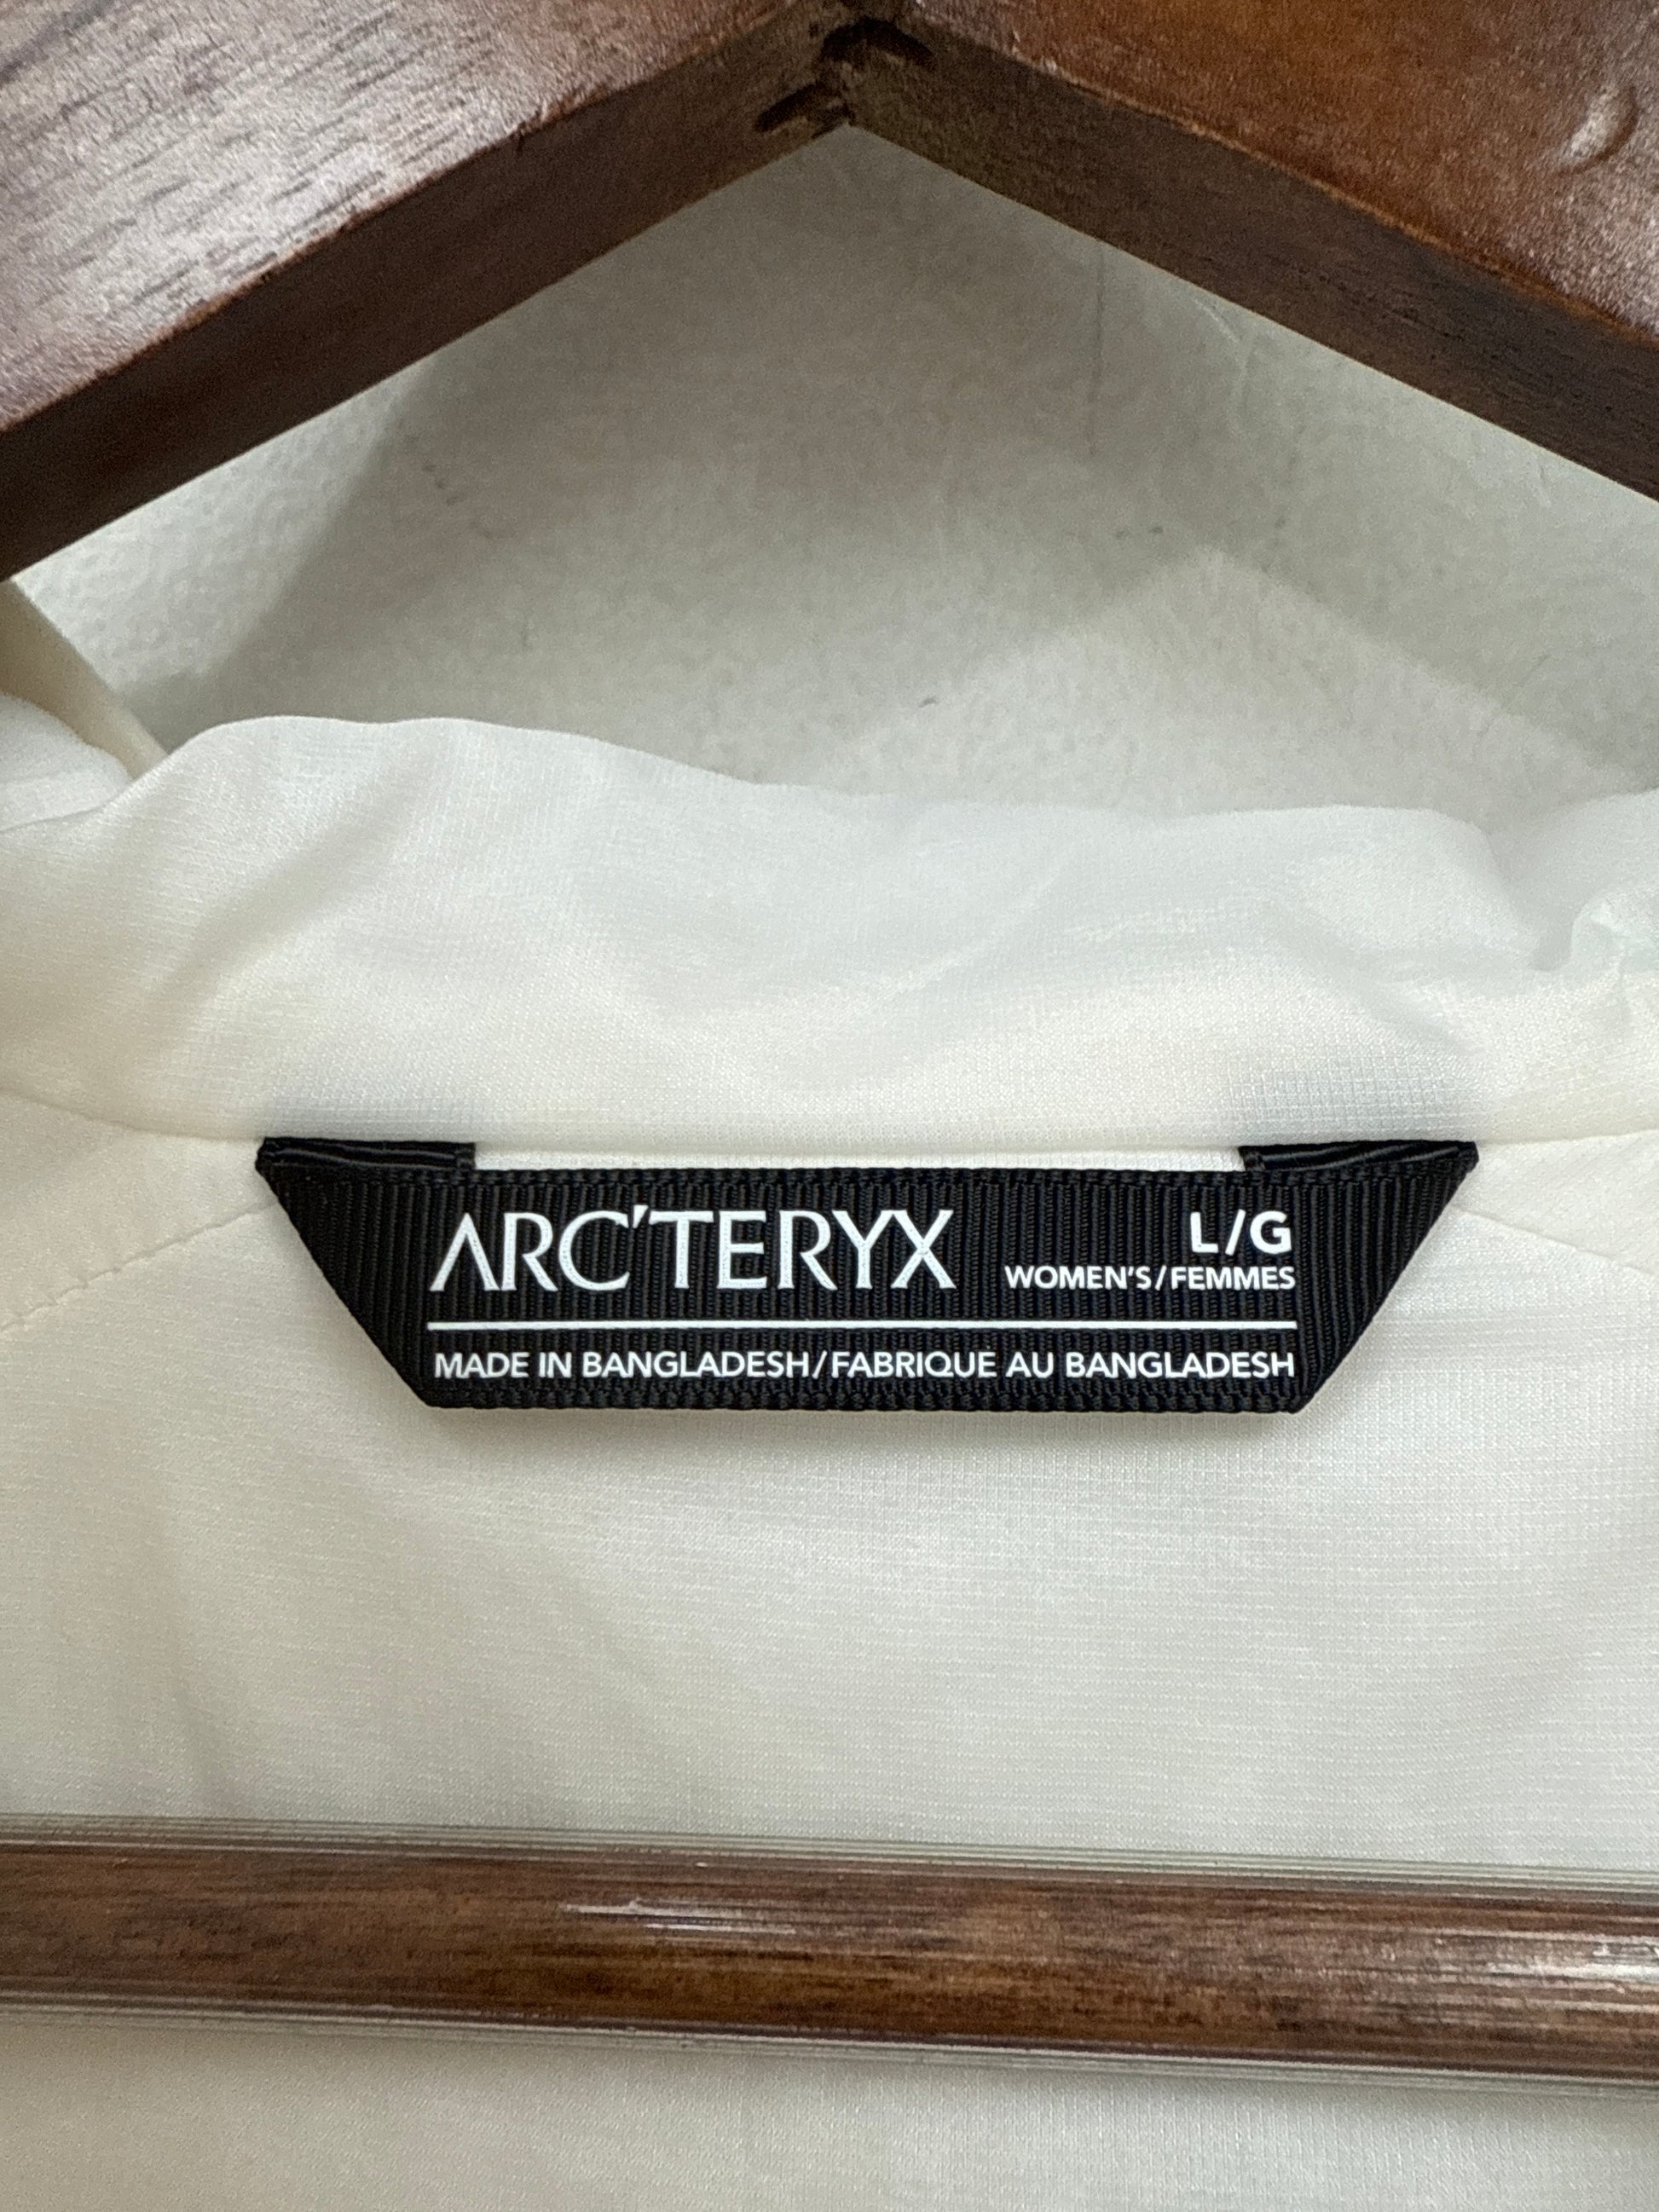 ARC'TERYX L/G
WOMEN'S/FEMMES
MADE IN BANGLADESH/FABRIQUE AU BANGLADESH